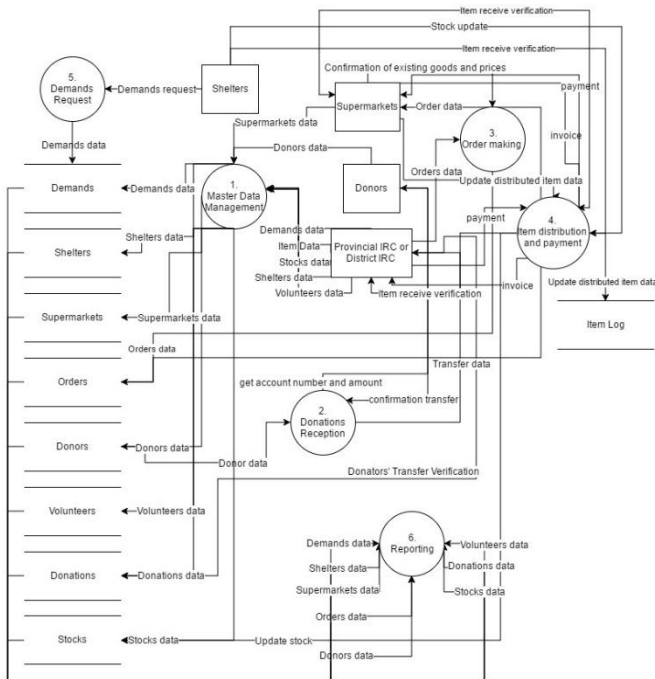 Item receive verification
Stock update
Item receive verification
5.
Demands
Request
Demands request
Shelters
Confirmation of existing goods and prices
Supermarkets
payment
Order data
Supermarkets data
3.
Order making
invoice
Demands data
Donors data
Orders data
Demands
Demands data
1.
Master Data
Management
Donors
Update distributed item data
payment
4.
Item distribution
and payment
Shelters
Shelters data
Demands data
Item Data
Stocks data
Shelters data
Volunteers data
Provincial IRC or
District IRC
Item receive verification
invoice
Update distributed item data
Supermarkets
Supermarkets data
Item Log
Orders data
Transfer data
Orders
get account number and amount
confirmation transfer
2.
Donations
Reception
Donors
Donors data
Donor data
Donators' Transfer Verification
Volunteers
Volunteers data
6.
Reporting
Demands data
Shelters data
Supermarkets data
Volunteers data
Donations data
Stocks data
Donations
Donations data
Orders data
Stocks
Stocks data
Update stock
Donors data